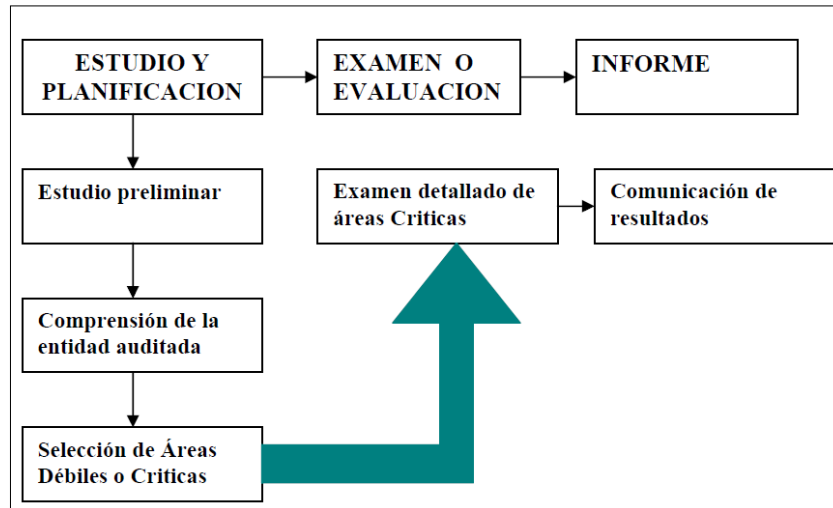 ESTUDIO Y
PLANIFICACION
EXAMEN O
EVALUACION
INFORME
Estudio preliminar
Examen detallado de
áreas Criticas
Comunicación de
resultados
Comprensión de la
entidad auditada
Selección de Áreas
Débiles o Criticas